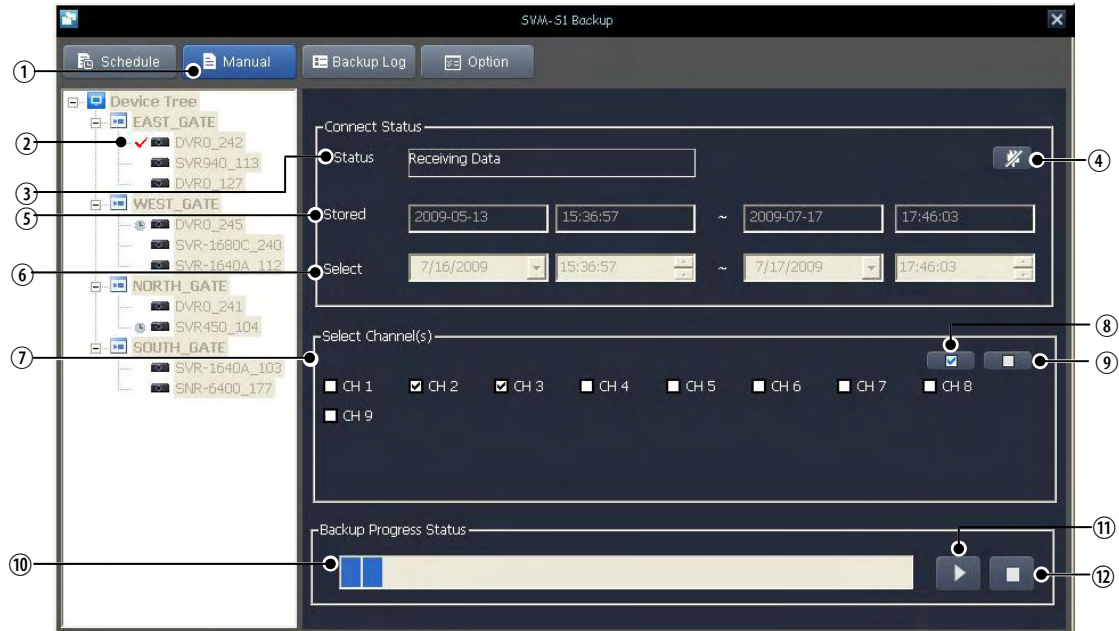 SVM-S1 Backup
Schedule Manual Backup Log Option
①
Device Tree
EAST_GATE
② DVR0_242
SVR940_113
③ DVR0_127
WEST_GATE
⑤ DVR0_245
SVR-1680C_240
⑥ SVR-1640A_112
NORTH_GATE
DVR0_241
SVR450_104
⑦ SOUTH_GATE
SVR-1640A_103
SNR-6400_177
Connect Status
Status Receiving Data ④
Stored 2009-05-13 15:36:57 ~ 2009-07-17 17:46:03
Select 7/16/2009 15:36:57 ~ 7/17/2009 17:46:03
Select Channel(s) ⑧
⑨
CH 1 CH 2 CH 3 CH 4 CH 5 CH 6 CH 7 CH 8
CH 9
Backup Progress Status ⑪
⑩ ⑫